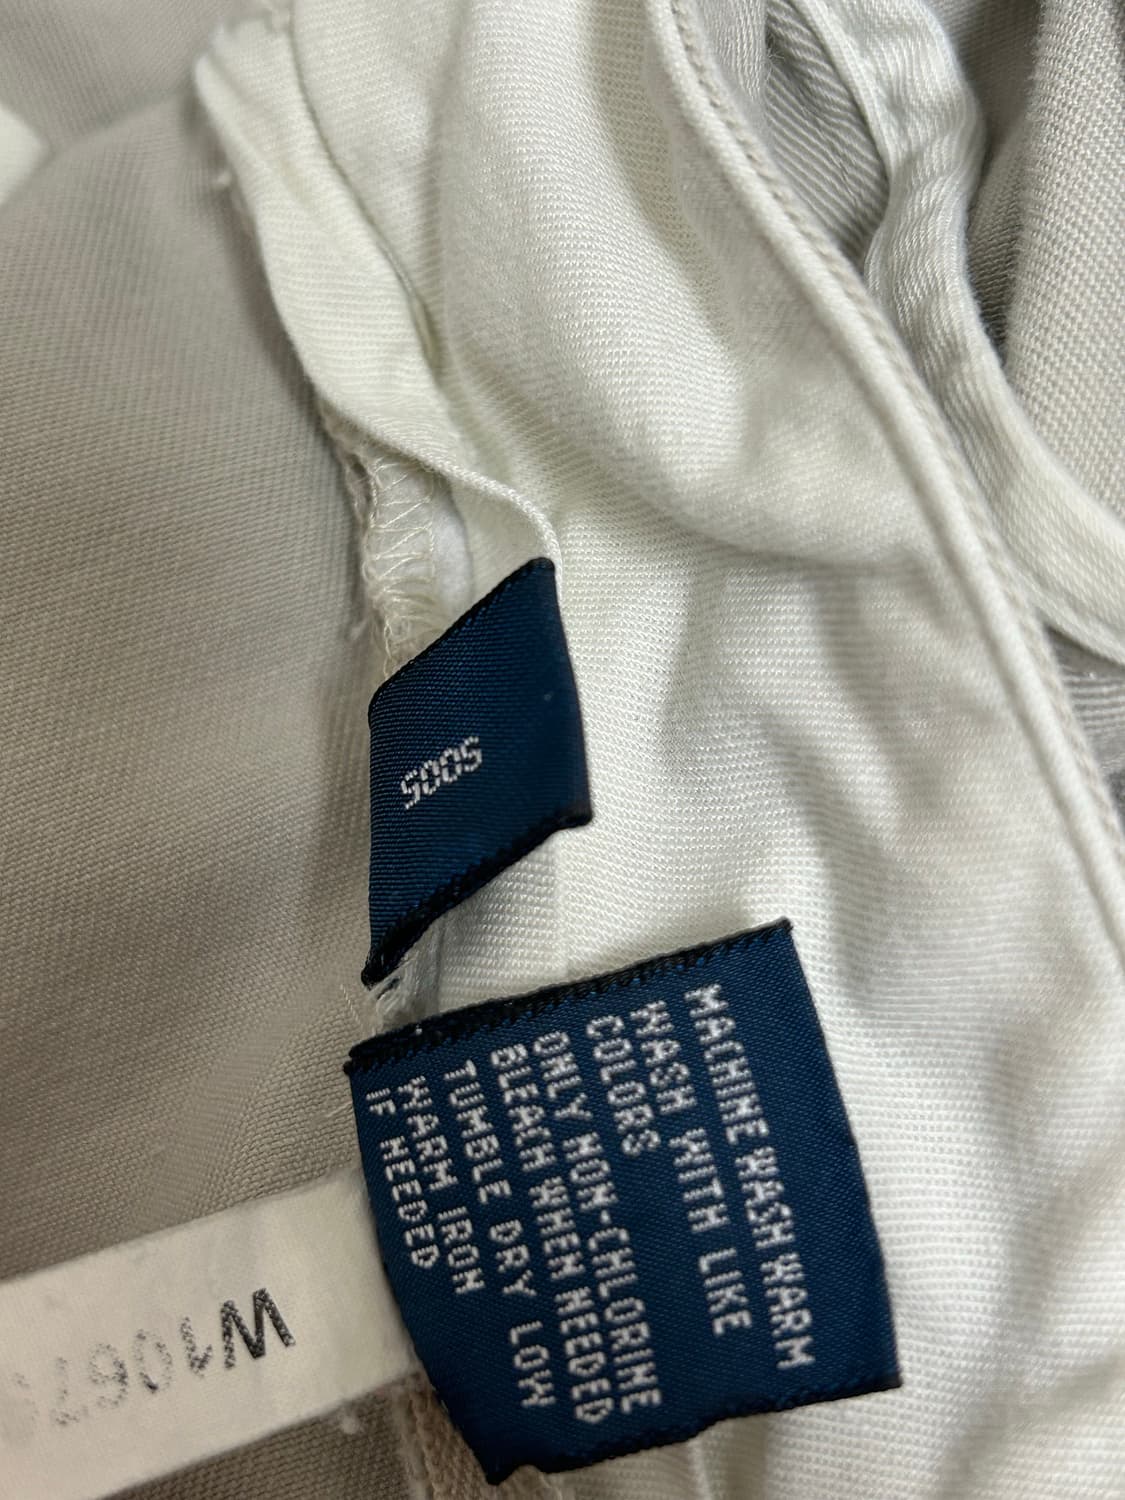 5005
MACHINE WASH WARM
WASH WITH LIKE
COLORS
ONLY NON-CHLORINE
BLEACH WHEN NEEDED
TUMBLE DRY LOW
WARM IRON
IF NEEDED